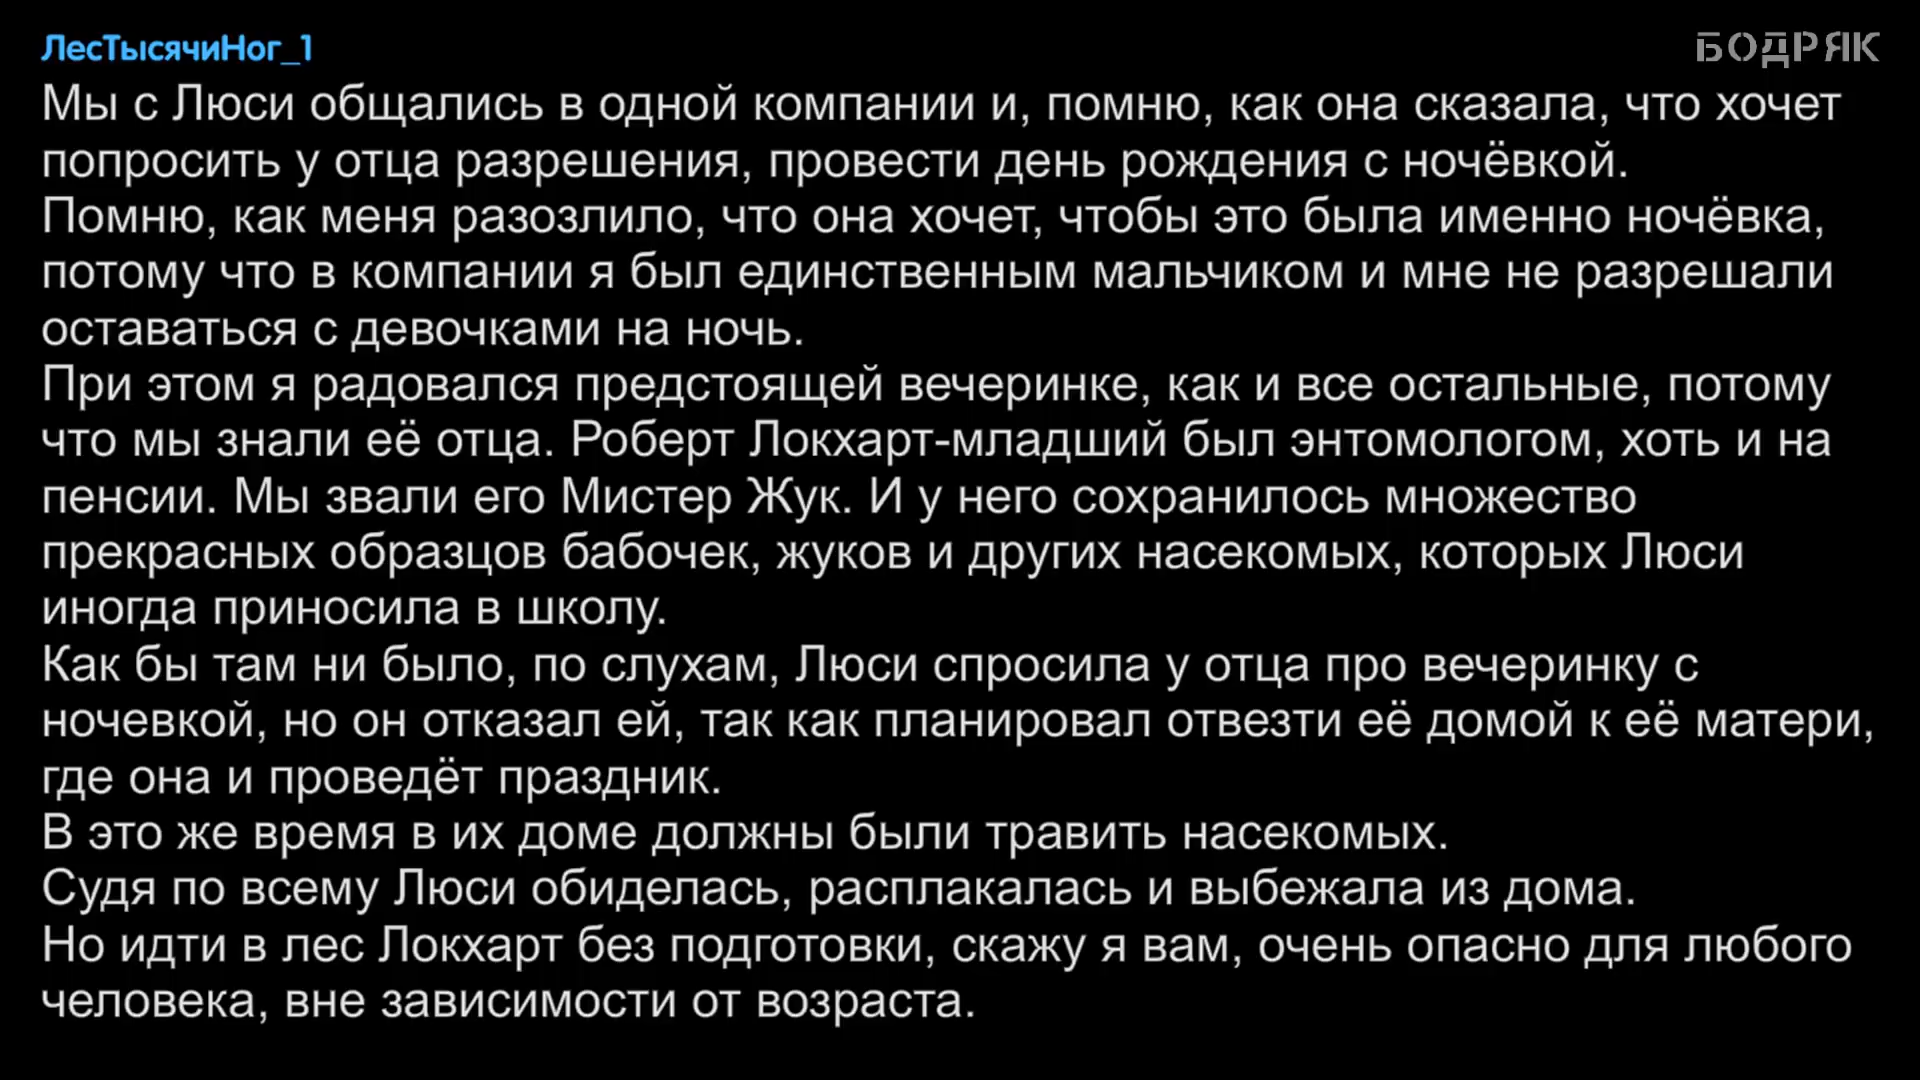 ЛесТысячиНог_1
БОДРЯК
Мы с Люси общались в одной компании и, помню, как она сказала, что хочет
попросить у отца разрешения, провести день рождения с ночёвкой.
Помню, как меня разозлило, что она хочет, чтобы это была именно ночёвка,
потому что в компании я был единственным мальчиком и мне не разрешали
оставаться с девочками на ночь.
При этом я радовался предстоящей вечеринке, как и все остальные, потому
что мы знали её отца. Роберт Локхарт-младший был энтомологом, хоть и на
пенсии. Мы звали его Мистер Жук. И у него сохранилось множество
прекрасных образцов бабочек, жуков и других насекомых, которых Люси
иногда приносила в школу.
Как бы там ни было, по слухам, Люси спросила у отца про вечеринку с
ночевкой, но он отказал ей, так как планировал отвезти её домой к её матери,
где она и проведёт праздник.
В это же время в их доме должны были травить насекомых.
Судя по всему Люси обиделась, расплакалась и выбежала из дома.
Но идти в лес Локхарт без подготовки, скажу я вам, очень опасно для любого
человека, вне зависимости от возраста.